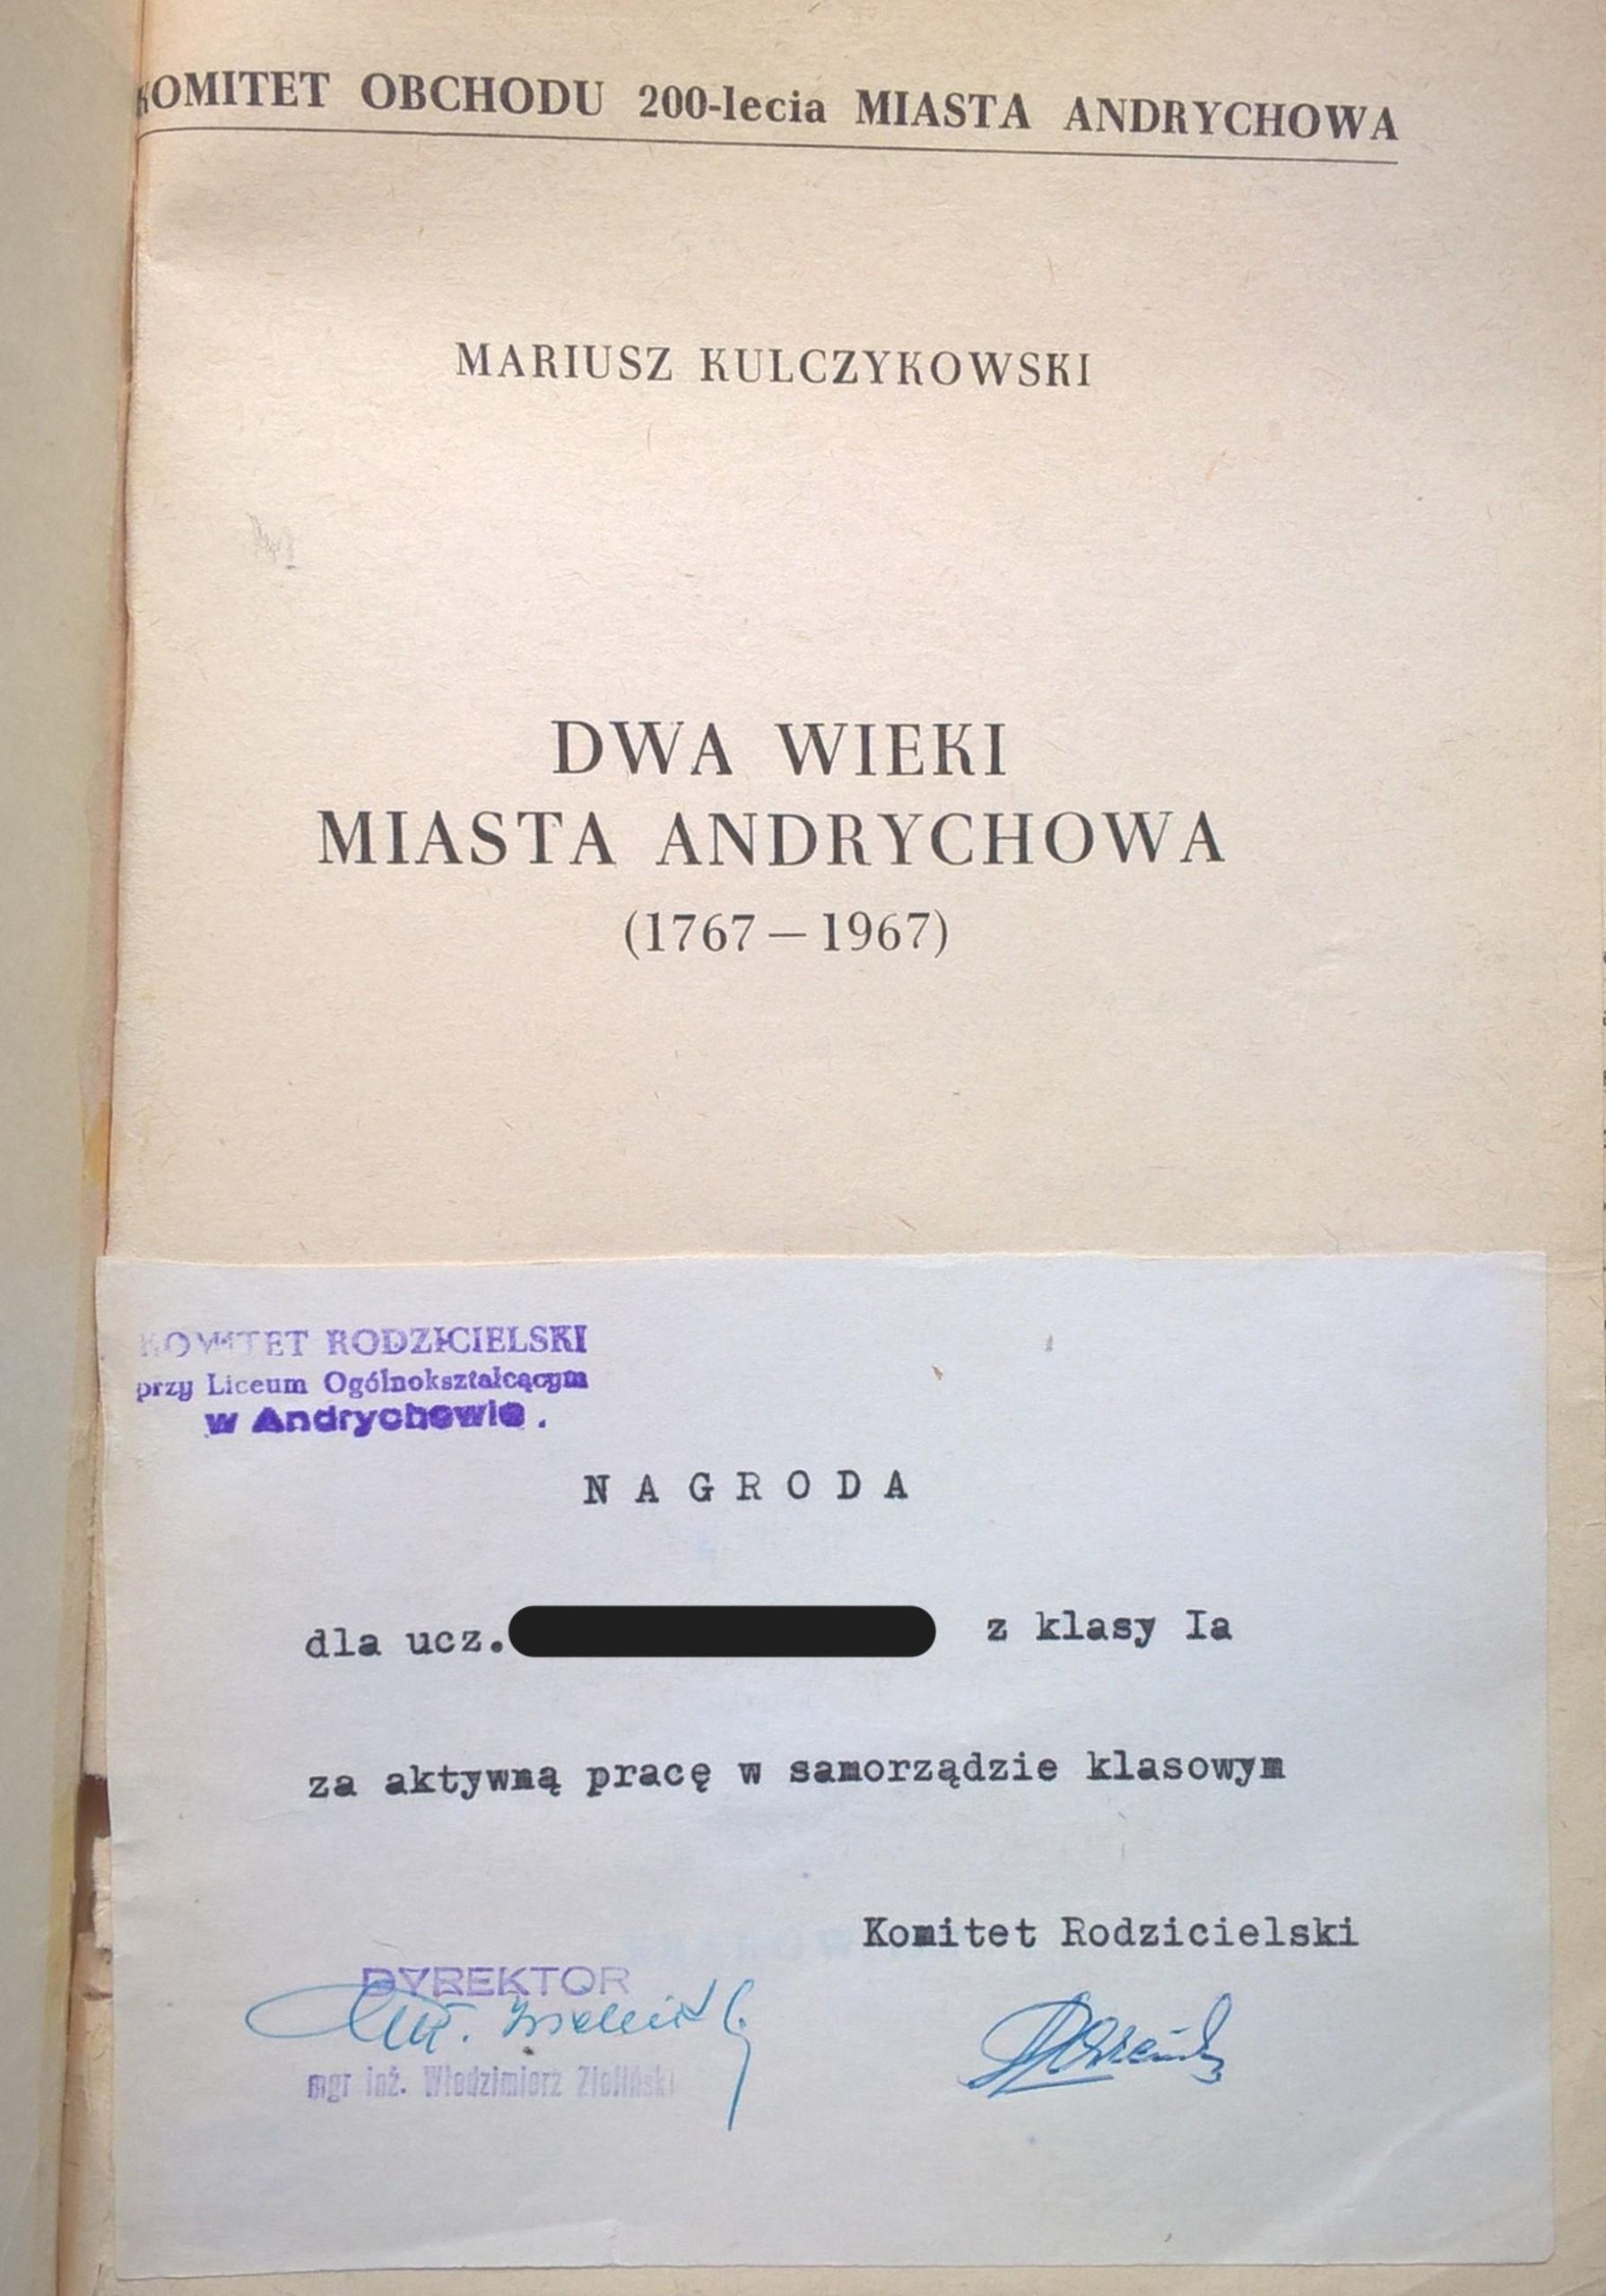 KOMITET OBCHODU 200-lecia MIASTA ANDRYCHOWA
MARIUSZ KULCZYKOWSKI
DWA WIEKI
MIASTA ANDRYCHOWA
(1767—1967)
KOMITET RODZICIELSKI
przy Liceum Ogólnokształcącym
w Andrychowie.
NAGRODA
dla ucz. z klasy Ia
za aktywną pracę w samorządzie klasowym
Komitet Rodzicielski
DYREKTOR
mgr inż. Włodzimierz Zieliński